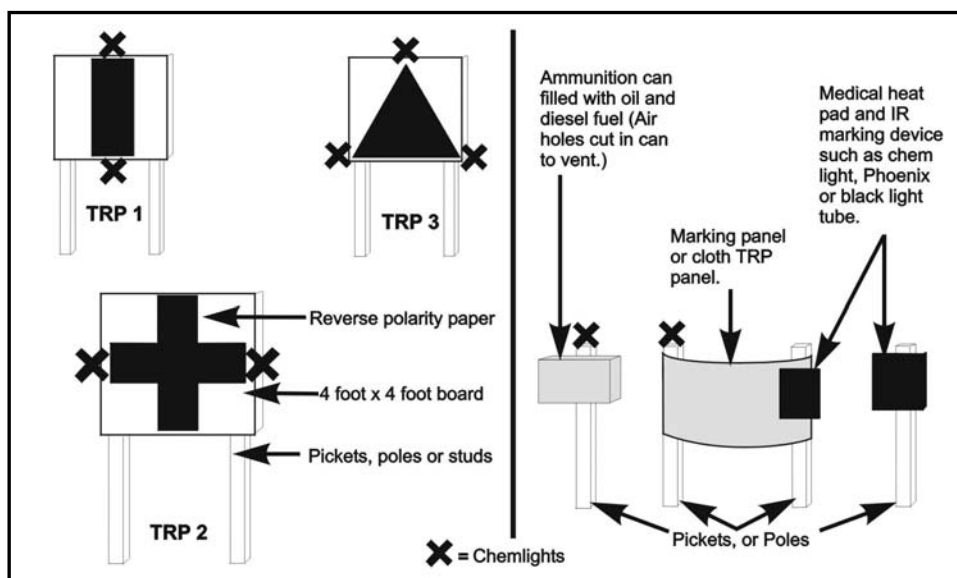 TRP 1
TRP 3
Reverse polarity paper
4 foot x 4 foot board
Pickets, poles or studs
TRP 2
Ammunition can
filled with oil and
diesel fuel (Air
holes cut in can
to vent.)
Marking panel
or cloth TRP
panel.
Medical heat
pad and IR
marking device
such as chem
light, Phoenix
or black light
tube.
Pickets, or Poles
= Chemlights